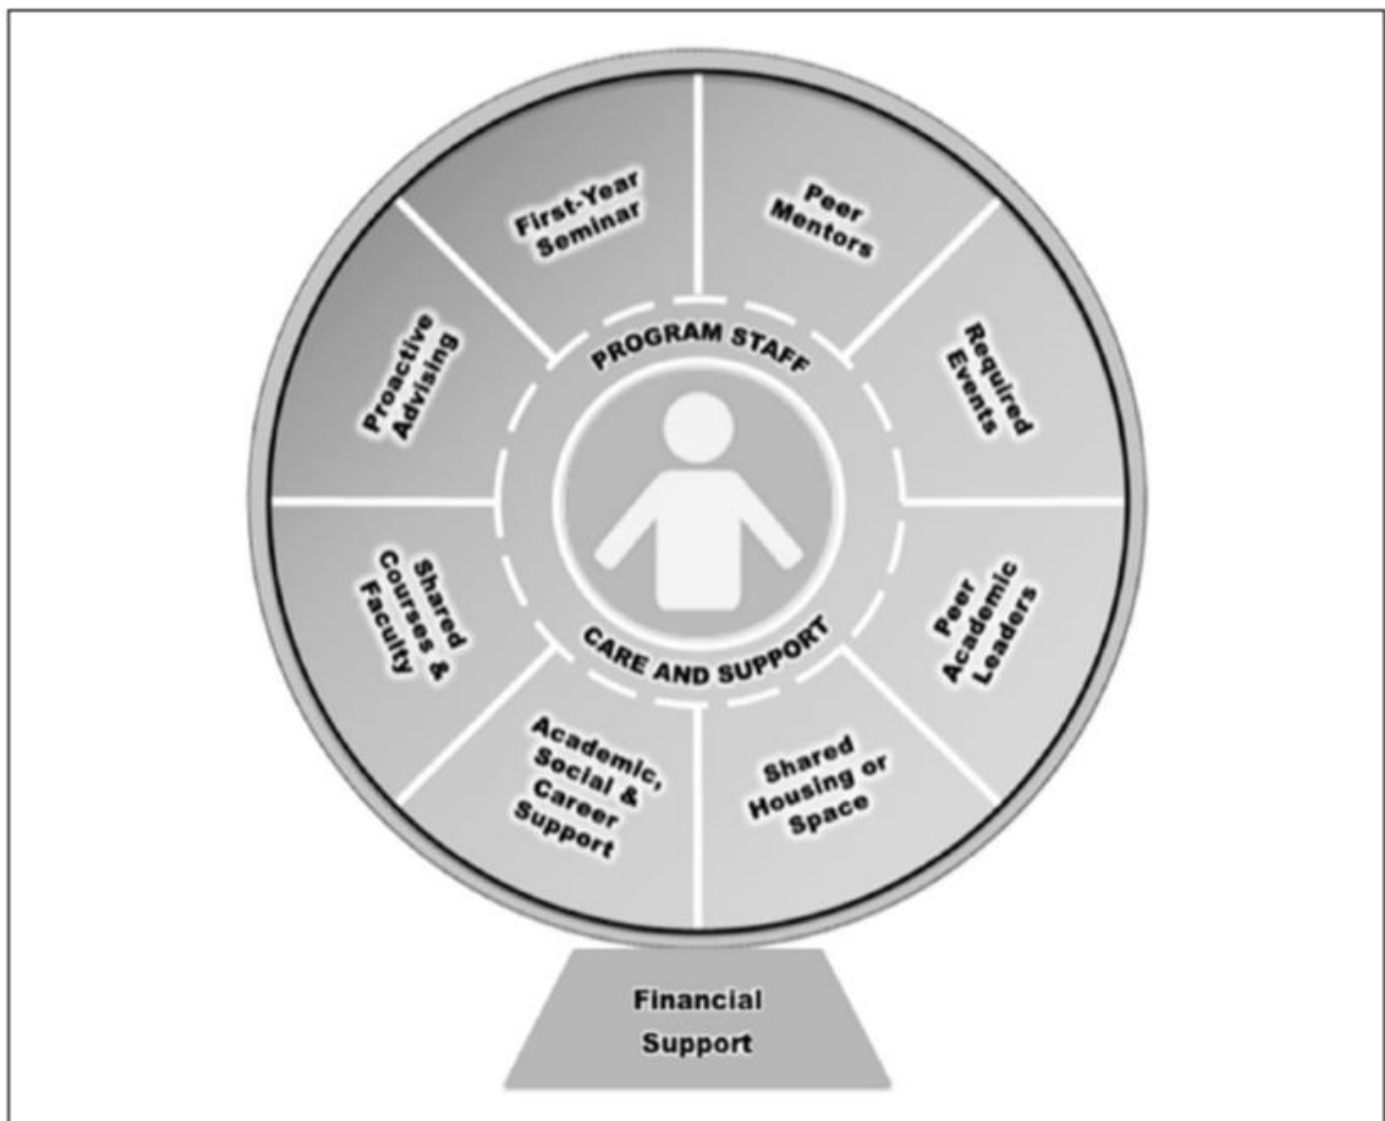 First-Year
Seminar
Peer
Mentors
Required
Events
Peer
Academic
Leaders
Shared
Housing or
Space
Academic,
Social &
Career
Support
Shared
Courses &
Faculty
Proactive
Advising
PROGRAM STAFF
CARE AND SUPPORT
Financial
Support